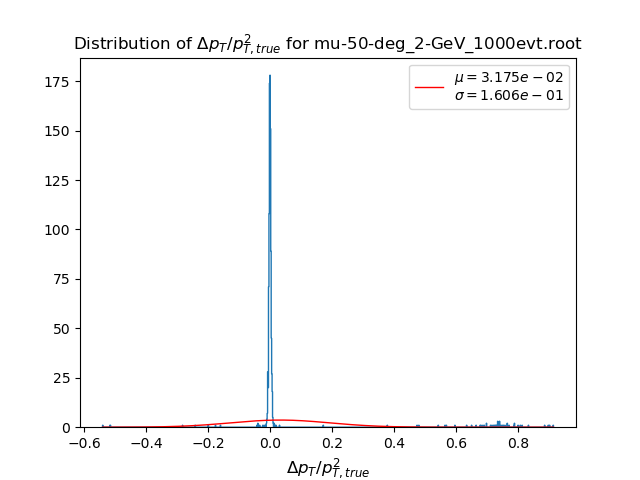 Distribution of Δp_T/p²_{T,true} for mu-50-deg_2-GeV_1000evt.root
μ = 3.175e − 02
σ = 1.606e − 01
175
150
125
100
75
50
25
0
−0.6 −0.4 −0.2 0.0 0.2 0.4 0.6 0.8
Δp_T/p²_{T,true}